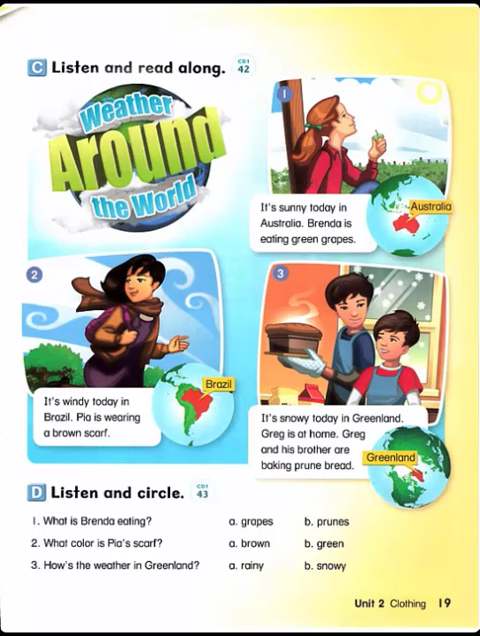 C Listen and read along. CD1 42
Weather
Around
the World
1
It's sunny today in
Australia. Brenda is
eating green grapes.
Australia
2
It's windy today in
Brazil. Pia is wearing
a brown scarf.
Brazil
3
It's snowy today in Greenland.
Greg is at home. Greg
and his brother are
baking prune bread.
Greenland
D Listen and circle. CD1 43
1. What is Brenda eating? a. grapes b. prunes
2. What color is Pia's scarf? a. brown b. green
3. How's the weather in Greenland? a. rainy b. snowy
Unit 2 Clothing 19